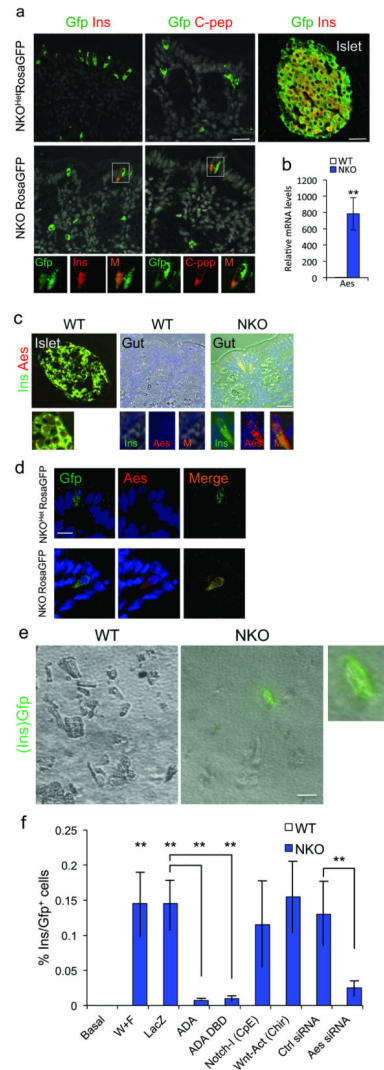 a
Gfp Ins
Gfp C-pep
Gfp Ins
NKOHetRosaGFP
Islet
NKO RosaGFP
Gfp
Ins
M
Gfp
C-pep
M
b
WT
NKO
Relative mRNA levels
1200
1000
800
600
400
200
0
**
Aes
c
WT
WT
NKO
Ins Aes
Islet
Gut
Gut
Ins
Aes
M
Ins
Aes
M
d
Gfp
Aes
Merge
NKOHet RosaGFP
NKO RosaGFP
e
WT
NKO
(Ins)Gfp
f
WT
NKO
% Ins/Gfp+ cells
0.25
0.2
0.15
0.1
0.05
0
** ** ** **
**
Basal
W+F
LacZ
ADA
ADA DBD
Notch-I (CpE)
Wnt-Act (Chir)
Ctrl siRNA
Aes siRNA